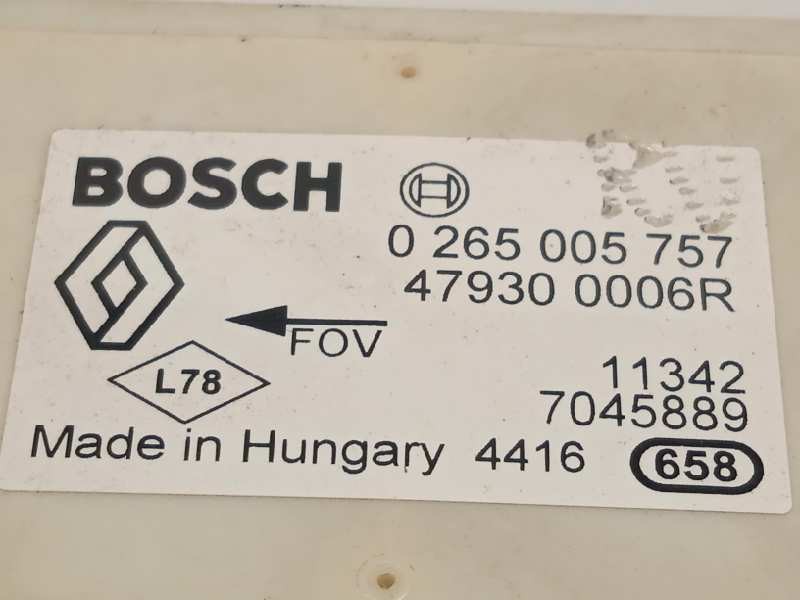 BOSCH
0 265 005 757
47930 0006R
FOV
L78
11342
7045889
Made in Hungary 4416 658